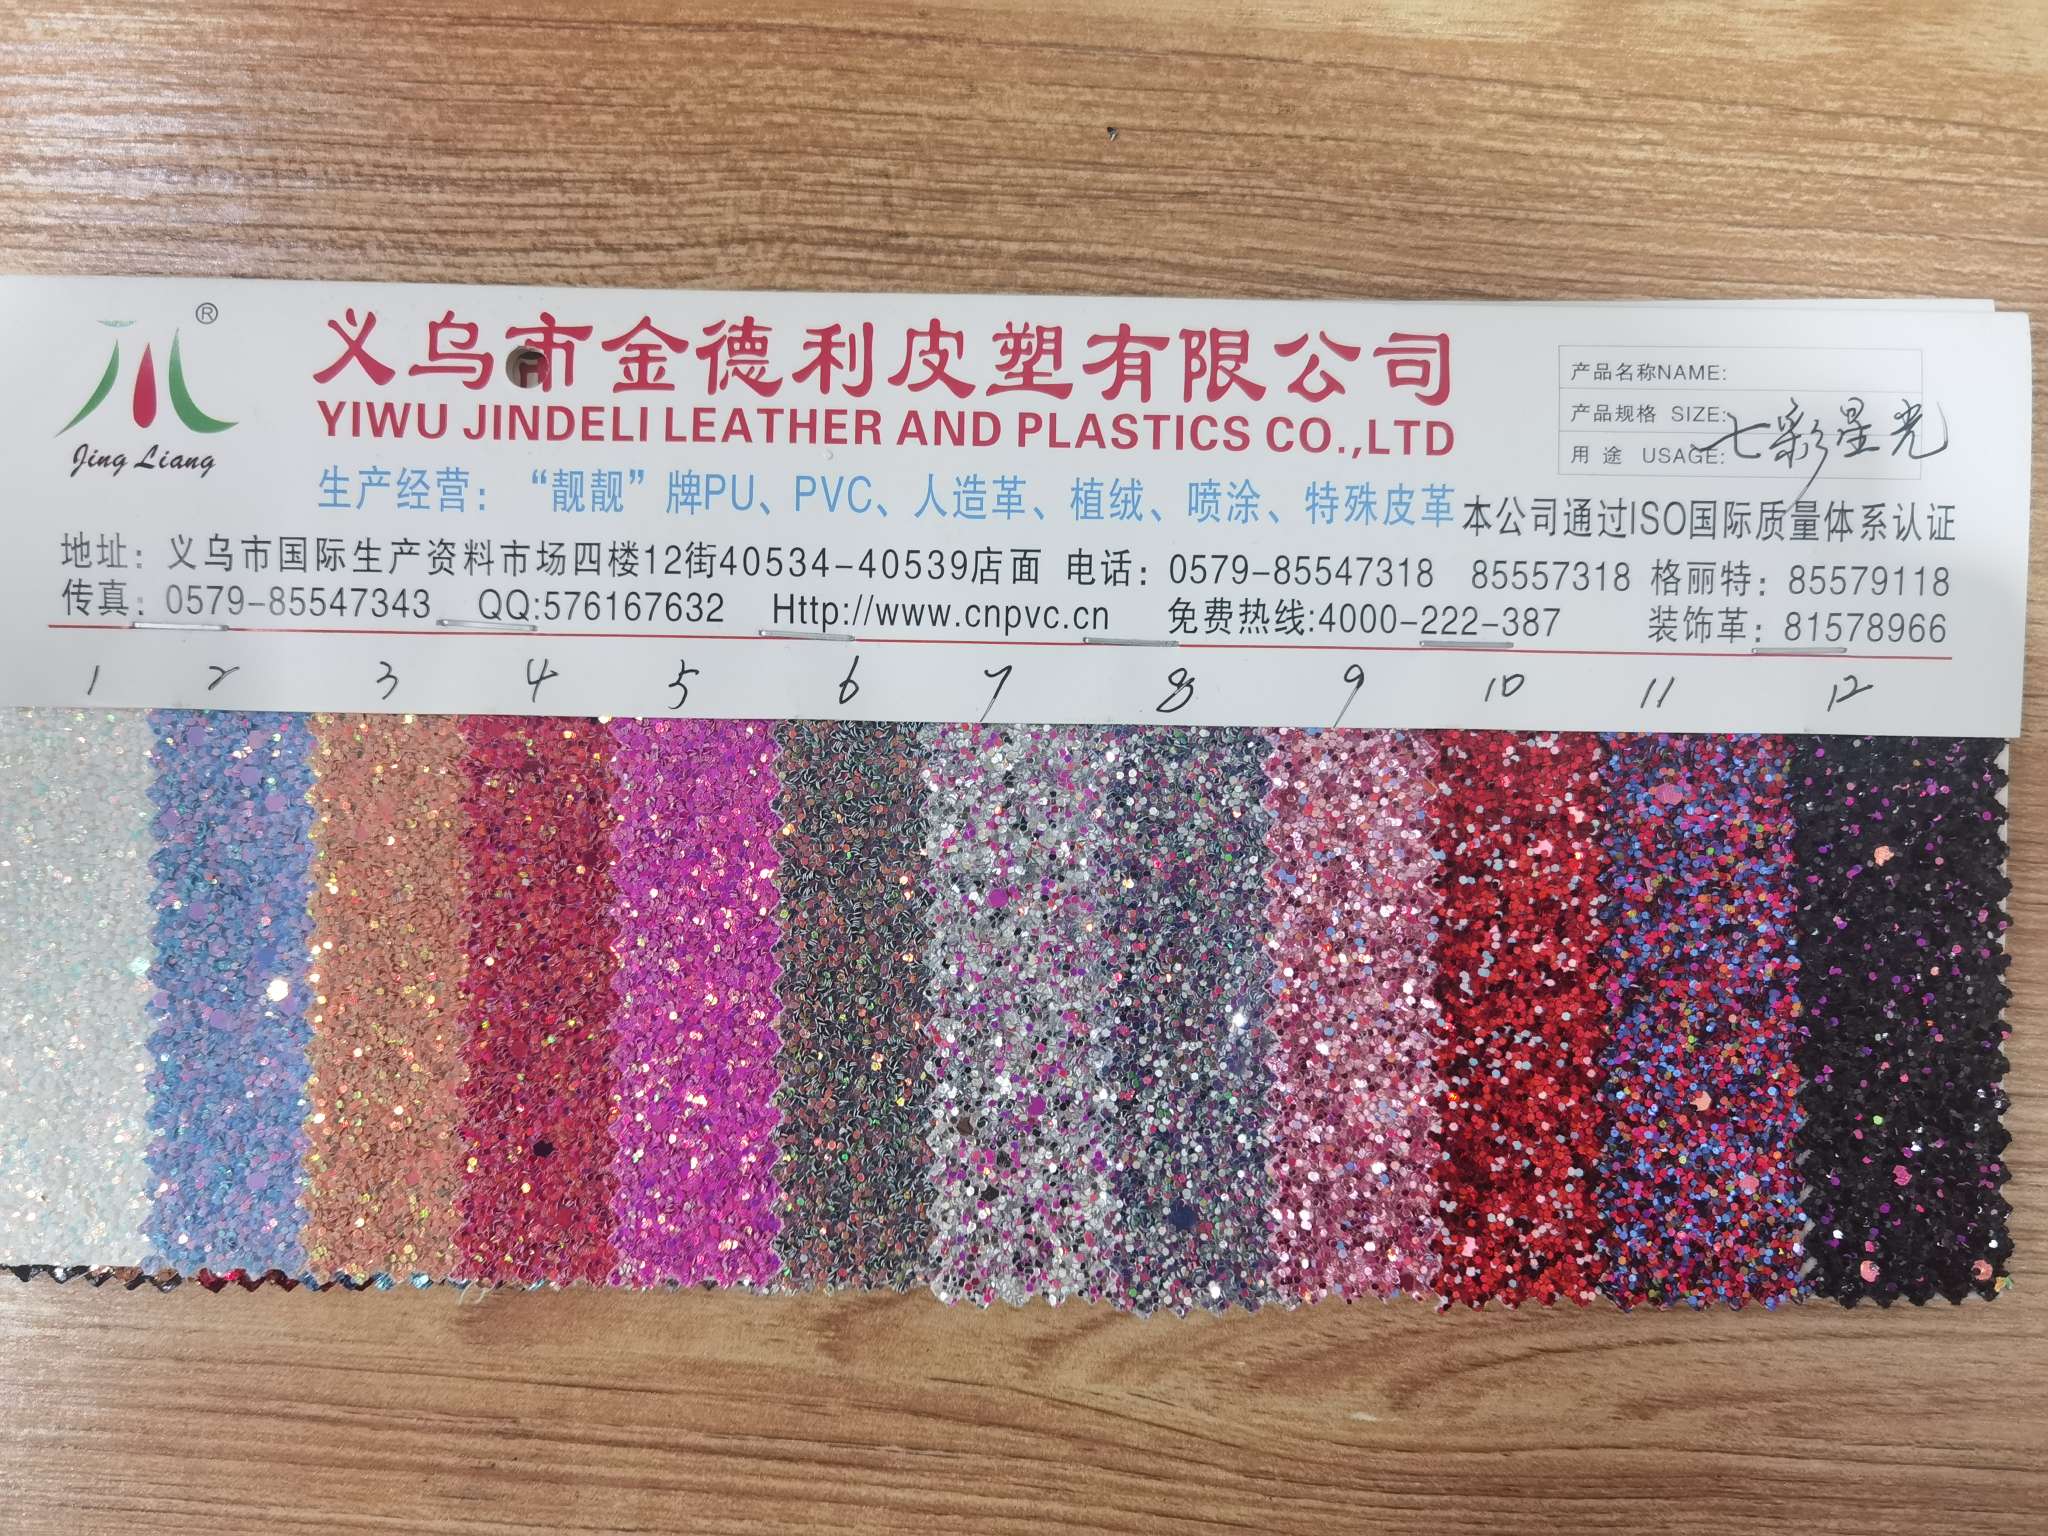 ®
Jing Liang
义乌市金德利皮塑有限公司
YIWU JINDELI LEATHER AND PLASTICS CO.,LTD
生产经营：“靓靓”牌PU、PVC、人造革、植绒、喷涂、特殊皮革
产品名称NAME:
产品规格 SIZE:
用 途 USAGE:
七彩星光
本公司通过ISO国际质量体系认证
地址：义乌市国际生产资料市场四楼12街40534-40539店面 电话：0579-85547318 85557318 格丽特：85579118
传真：0579-85547343 QQ:576167632 Http://www.cnpvc.cn 免费热线:4000-222-387 装饰革：81578966
1 2 3 4 5 6 7 8 9 10 11 12